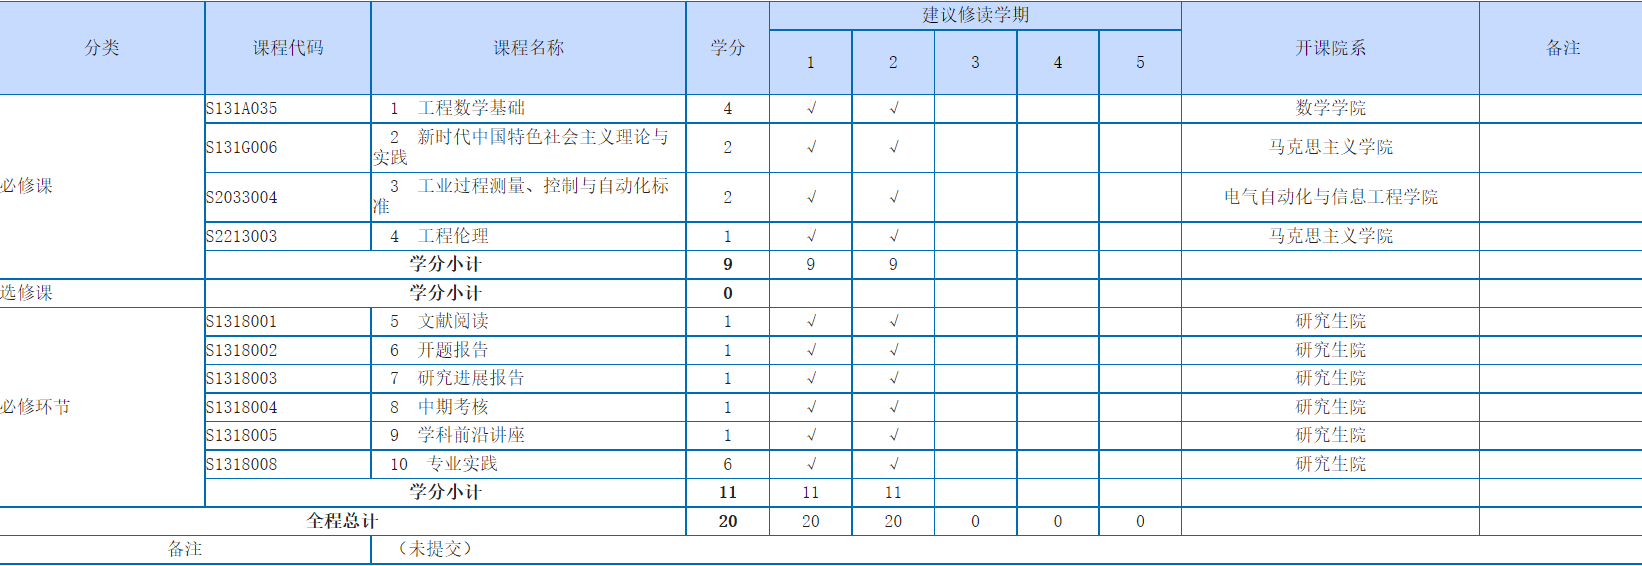 分类 课程代码 课程名称 学分 建议修读学期 开课院系 备注
1 2 3 4 5
必修课
S131A035 1 工程数学基础 4 √ √ 数学学院
S131G006 2 新时代中国特色社会主义理论与
实践 2 √ √ 马克思主义学院
S2033004 3 工业过程测量、控制与自动化标
准 2 √ √ 电气自动化与信息工程学院
S2213003 4 工程伦理 1 √ √ 马克思主义学院
学分小计 9 9 9
选修课 学分小计 0
必修环节
S1318001 5 文献阅读 1 √ √ 研究生院
S1318002 6 开题报告 1 √ √ 研究生院
S1318003 7 研究进展报告 1 √ √ 研究生院
S1318004 8 中期考核 1 √ √ 研究生院
S1318005 9 学科前沿讲座 1 √ √ 研究生院
S1318008 10 专业实践 6 √ √ 研究生院
学分小计 11 11 11
全程总计 20 20 20 0 0 0
备注 （未提交）